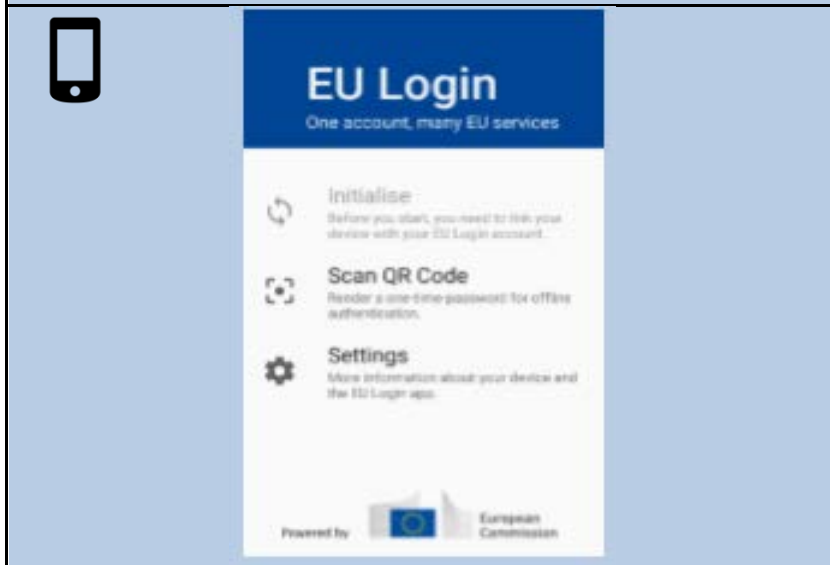 EU Login
One account, many EU services
Initialise
Before you start, you need to link your
device with your EU Login account.
Scan QR Code
Render a one-time-password for offline
authentication.
Settings
More information about your device and
the EU Login app.
Powered by
European
Commission